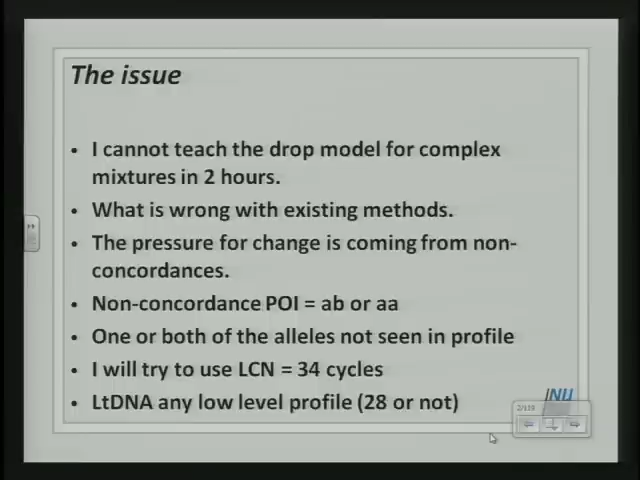 The issue
• I cannot teach the drop model for complex
mixtures in 2 hours.
• What is wrong with existing methods.
• The pressure for change is coming from non-
concordances.
• Non-concordance POI = ab or aa
• One or both of the alleles not seen in profile
• I will try to use LCN = 34 cycles
• LtDNA any low level profile (28 or not)
2/119